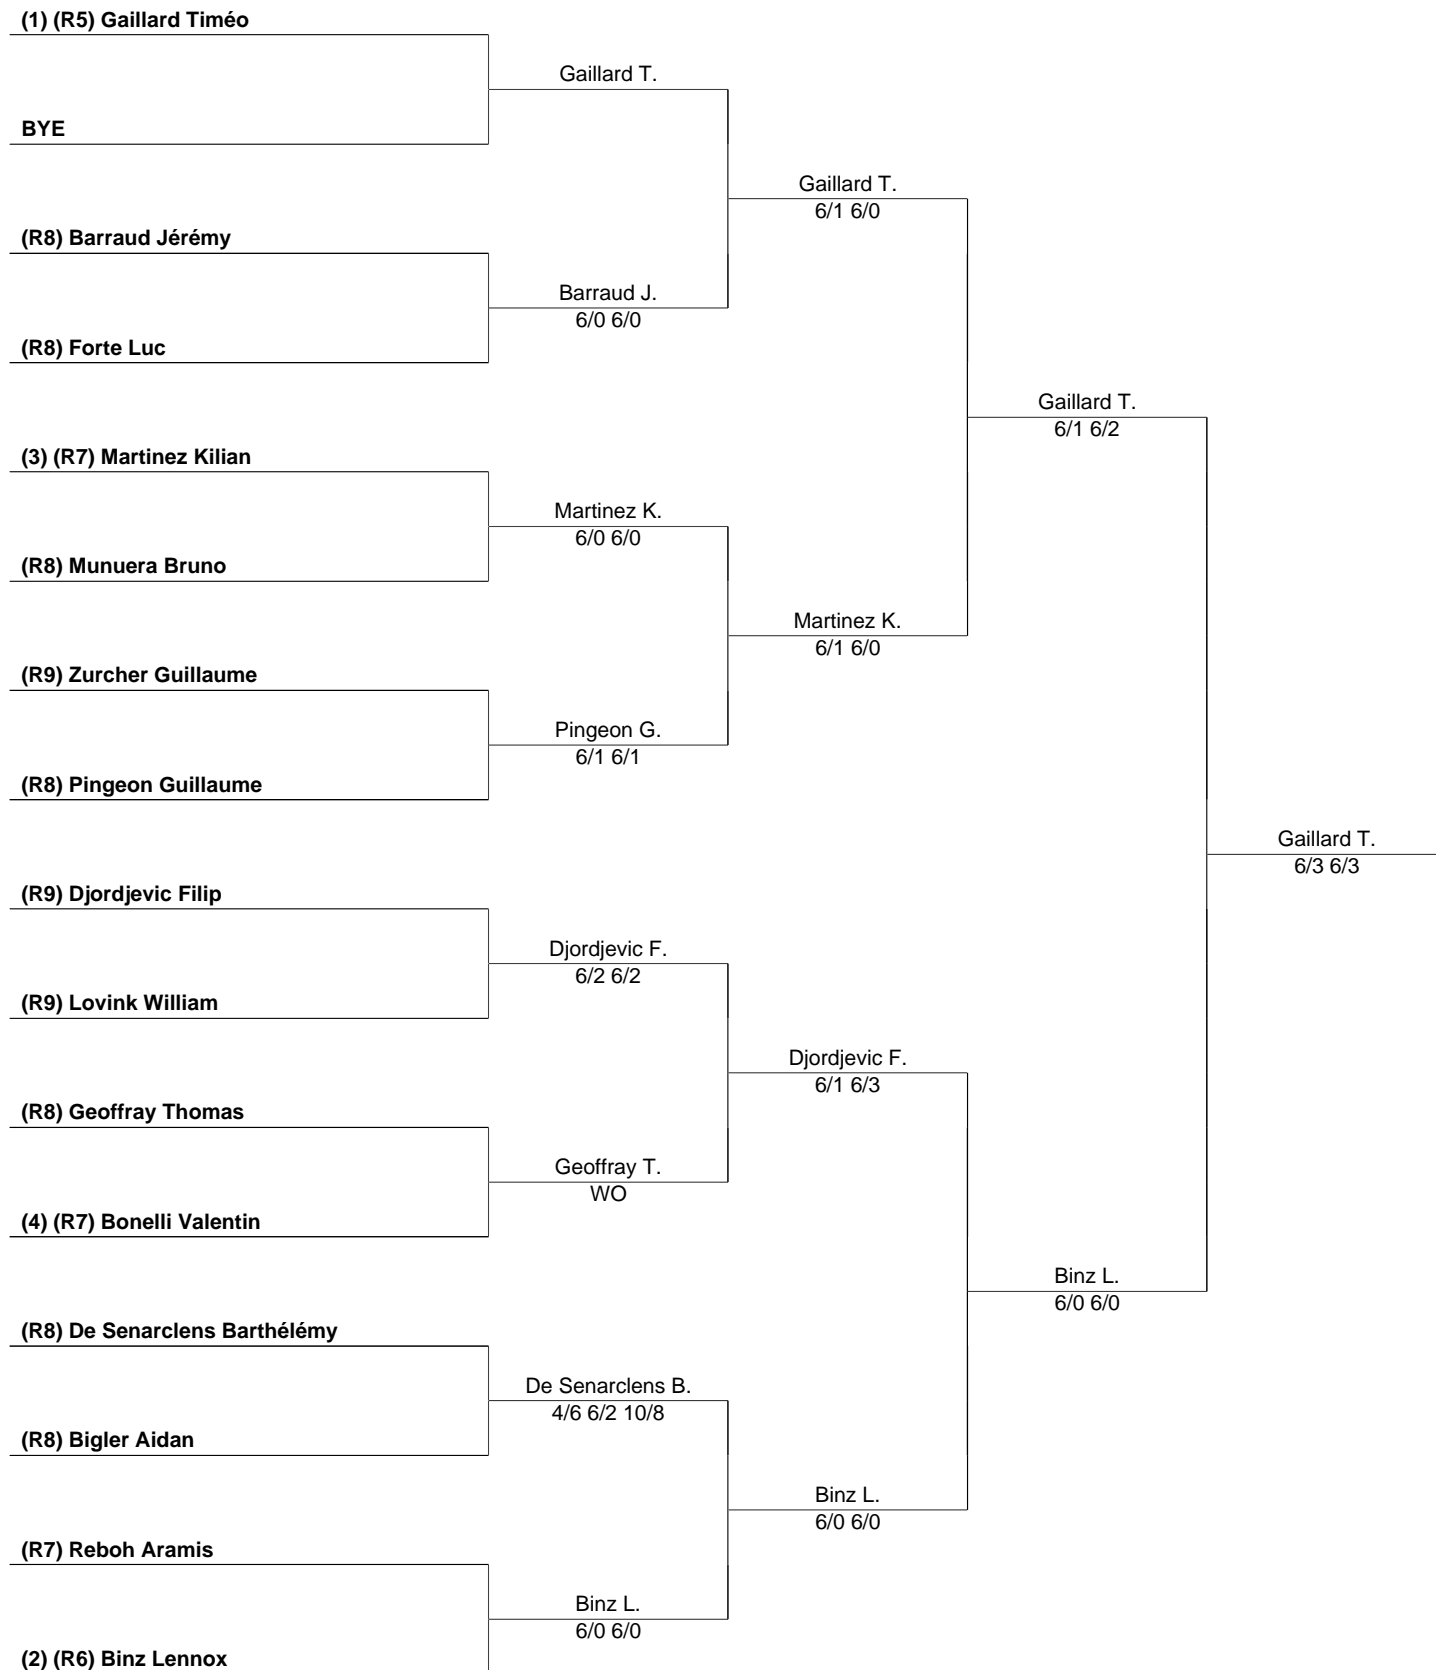 (1) (R5) Gaillard Timéo
Gaillard T.
BYE
Gaillard T.
6/1 6/0
(R8) Barraud Jérémy
Barraud J.
6/0 6/0
(R8) Forte Luc
Gaillard T.
6/1 6/2
(3) (R7) Martinez Kilian
Martinez K.
6/0 6/0
(R8) Munuera Bruno
Martinez K.
6/1 6/0
(R9) Zurcher Guillaume
Pingeon G.
6/1 6/1
(R8) Pingeon Guillaume
Gaillard T.
6/3 6/3
(R9) Djordjevic Filip
Djordjevic F.
6/2 6/2
(R9) Lovink William
Djordjevic F.
6/1 6/3
(R8) Geoffray Thomas
Geoffray T.
WO
(4) (R7) Bonelli Valentin
Binz L.
6/0 6/0
(R8) De Senarclens Barthélémy
De Senarclens B.
4/6 6/2 10/8
(R8) Bigler Aidan
Binz L.
6/0 6/0
(R7) Reboh Aramis
Binz L.
6/0 6/0
(2) (R6) Binz Lennox